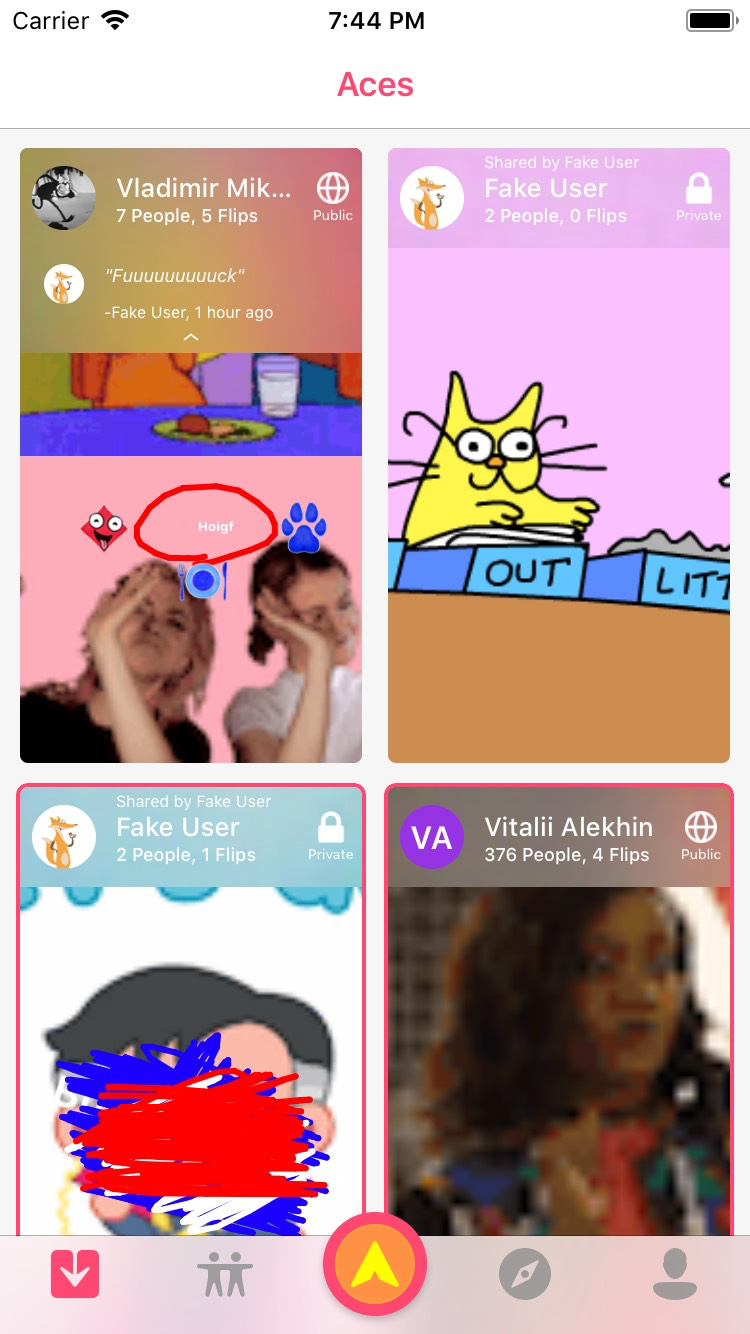 Carrier 7:44 PM
Aces
Vladimir Mik...
7 People, 5 Flips
Public
"Fuuuuuuuuuck"
-Fake User, 1 hour ago
Hoigf
Shared by Fake User
Fake User
2 People, 0 Flips
Private
OUT
LITT
Shared by Fake User
Fake User
2 People, 1 Flips
Private
VA
Vitalii Alekhin
376 People, 4 Flips
Public